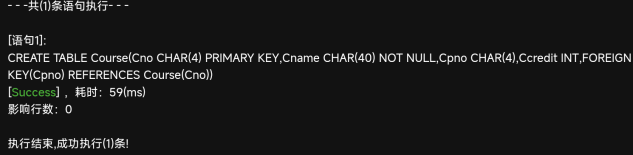 - - -共(1)条语句执行- - -
[语句1]:
CREATE TABLE Course(Cno CHAR(4) PRIMARY KEY,Cname CHAR(40) NOT NULL,Cpno CHAR(4),Ccredit INT,FOREIGN
KEY(Cpno) REFERENCES Course(Cno))
[Success] ，耗时：59(ms)
影响行数：0
执行结束,成功执行(1)条!